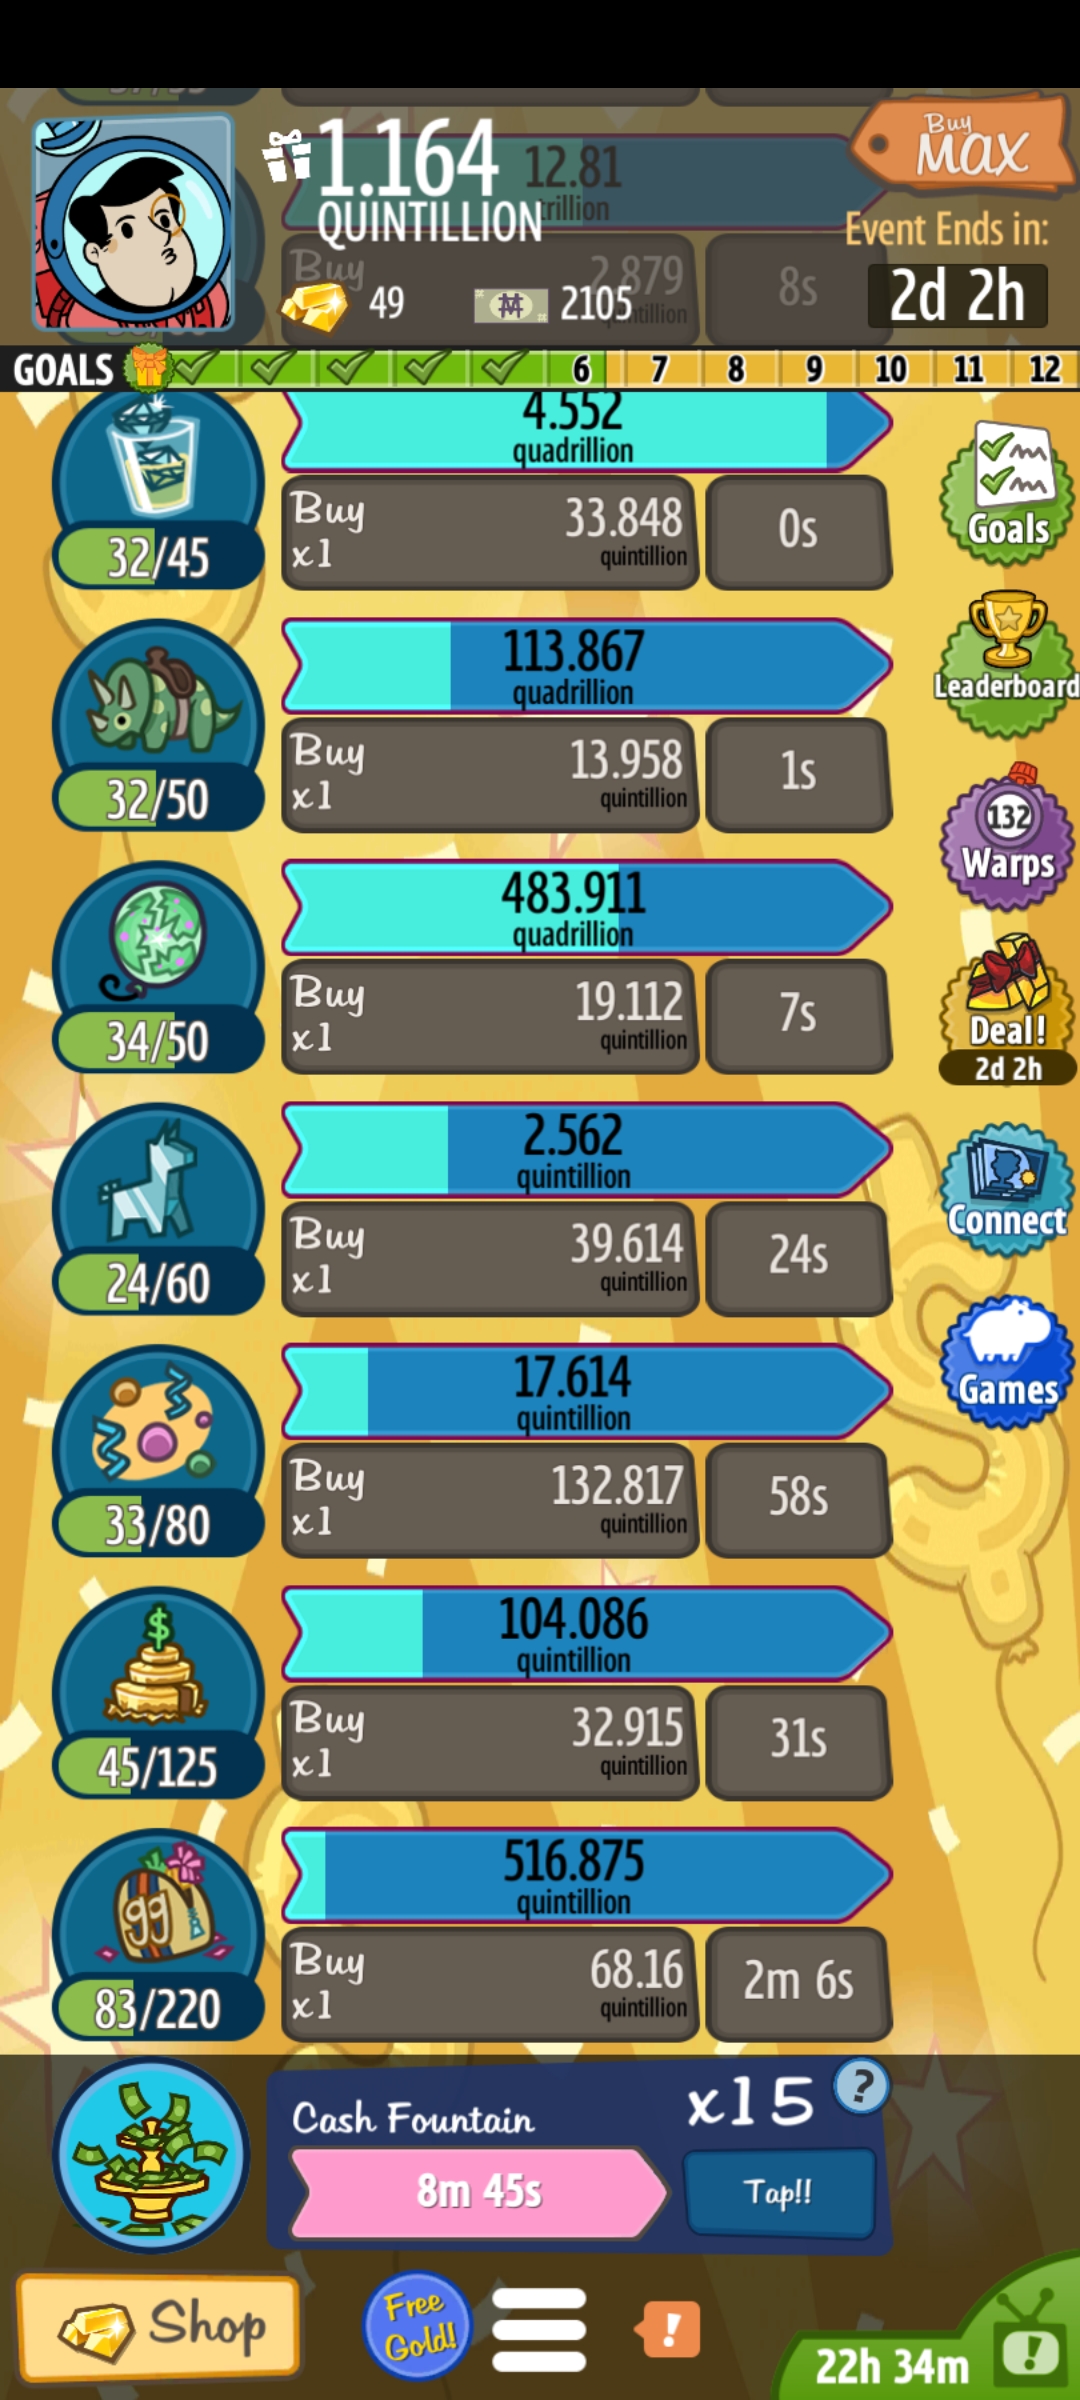 1.164
QUINTILLION
12.81
trillion
Buy
MAX
Event Ends in:
2d 2h
Buy
2.879
8s
49
2105
GOALS 6 7 8 9 10 11 12
4.552
quadrillion
32/45
Buy
x1
33.848
quintillion
0s
Goals
113.867
quadrillion
32/50
Buy
x1
13.958
quintillion
1s
Leaderboard
483.911
quadrillion
34/50
Buy
x1
19.112
quintillion
7s
132
Warps
Deal!
2d 2h
2.562
quintillion
24/60
Buy
x1
39.614
quintillion
24s
Connect
17.614
quintillion
33/80
Buy
x1
132.817
quintillion
58s
Games
104.086
quintillion
$
45/125
Buy
x1
32.915
quintillion
31s
516.875
quintillion
gg
83/220
Buy
x1
68.16
quintillion
2m 6s
Cash Fountain
x15
?
8m 45s
Tap!!
Shop
Free
Gold!
!
22h 34m
!